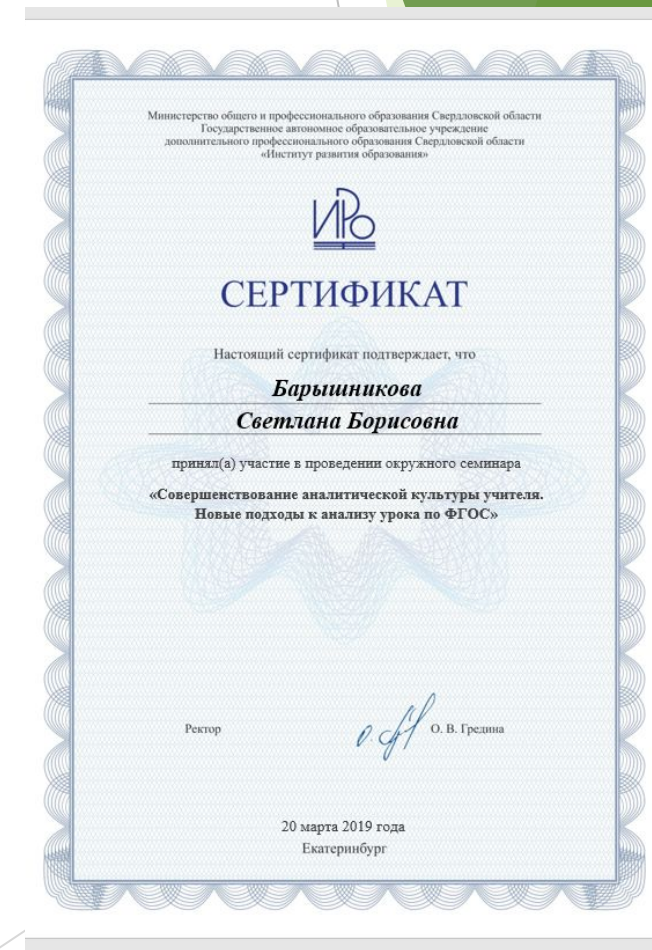 Министерство общего и профессионального образования Свердловской области
Государственное автономное образовательное учреждение
дополнительного профессионального образования Свердловской области
«Институт развития образования»
ИРО
СЕРТИФИКАТ
Настоящий сертификат подтверждает, что
Барышникова
Светлана Борисовна
принял(а) участие в проведении окружного семинара
«Совершенствование аналитической культуры учителя.
Новые подходы к анализу урока по ФГОС»
Ректор О. В. Гредина
20 марта 2019 года
Екатеринбург